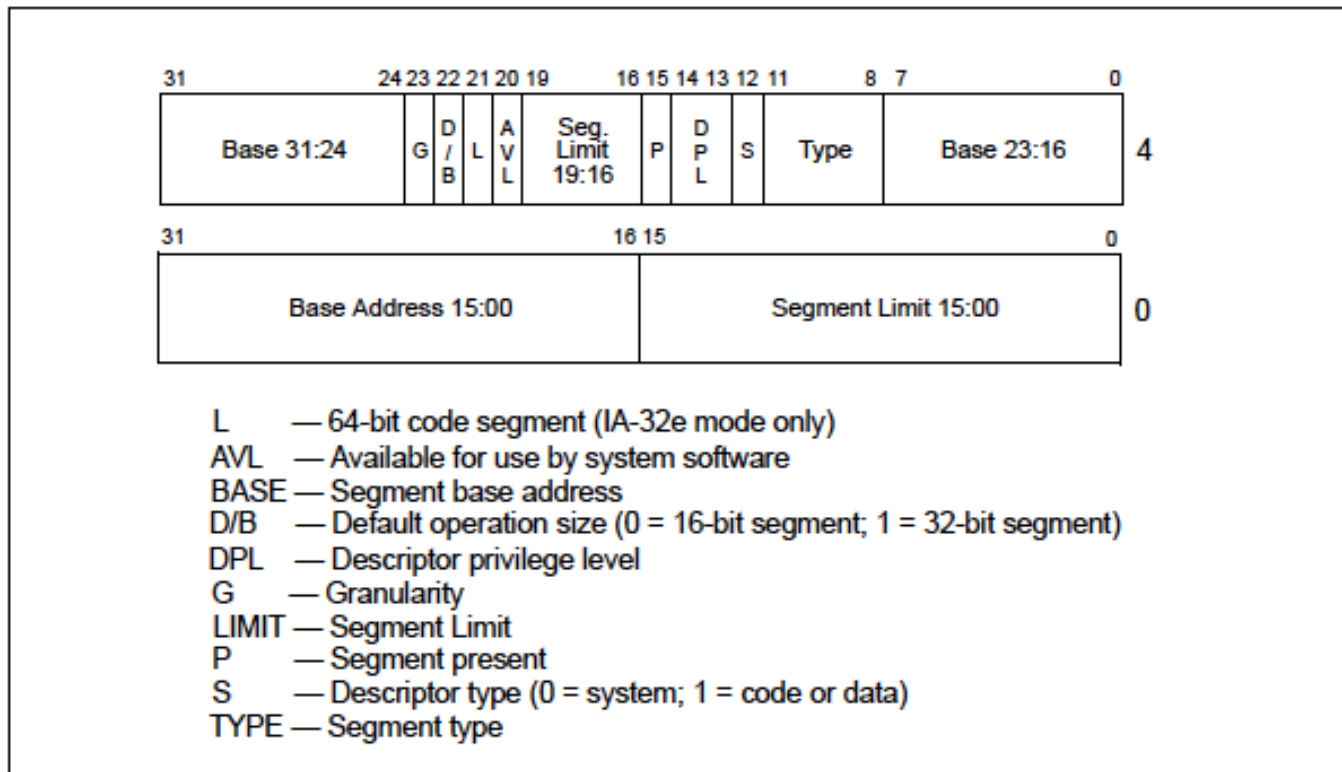 31 24 23 22 21 20 19 16 15 14 13 12 11 8 7 0
Base 31:24 G D/B L AVL Seg. Limit 19:16 P DPL S Type Base 23:16 4
31 16 15 0
Base Address 15:00 Segment Limit 15:00 0
L — 64-bit code segment (IA-32e mode only)
AVL — Available for use by system software
BASE — Segment base address
D/B — Default operation size (0 = 16-bit segment; 1 = 32-bit segment)
DPL — Descriptor privilege level
G — Granularity
LIMIT — Segment Limit
P — Segment present
S — Descriptor type (0 = system; 1 = code or data)
TYPE — Segment type